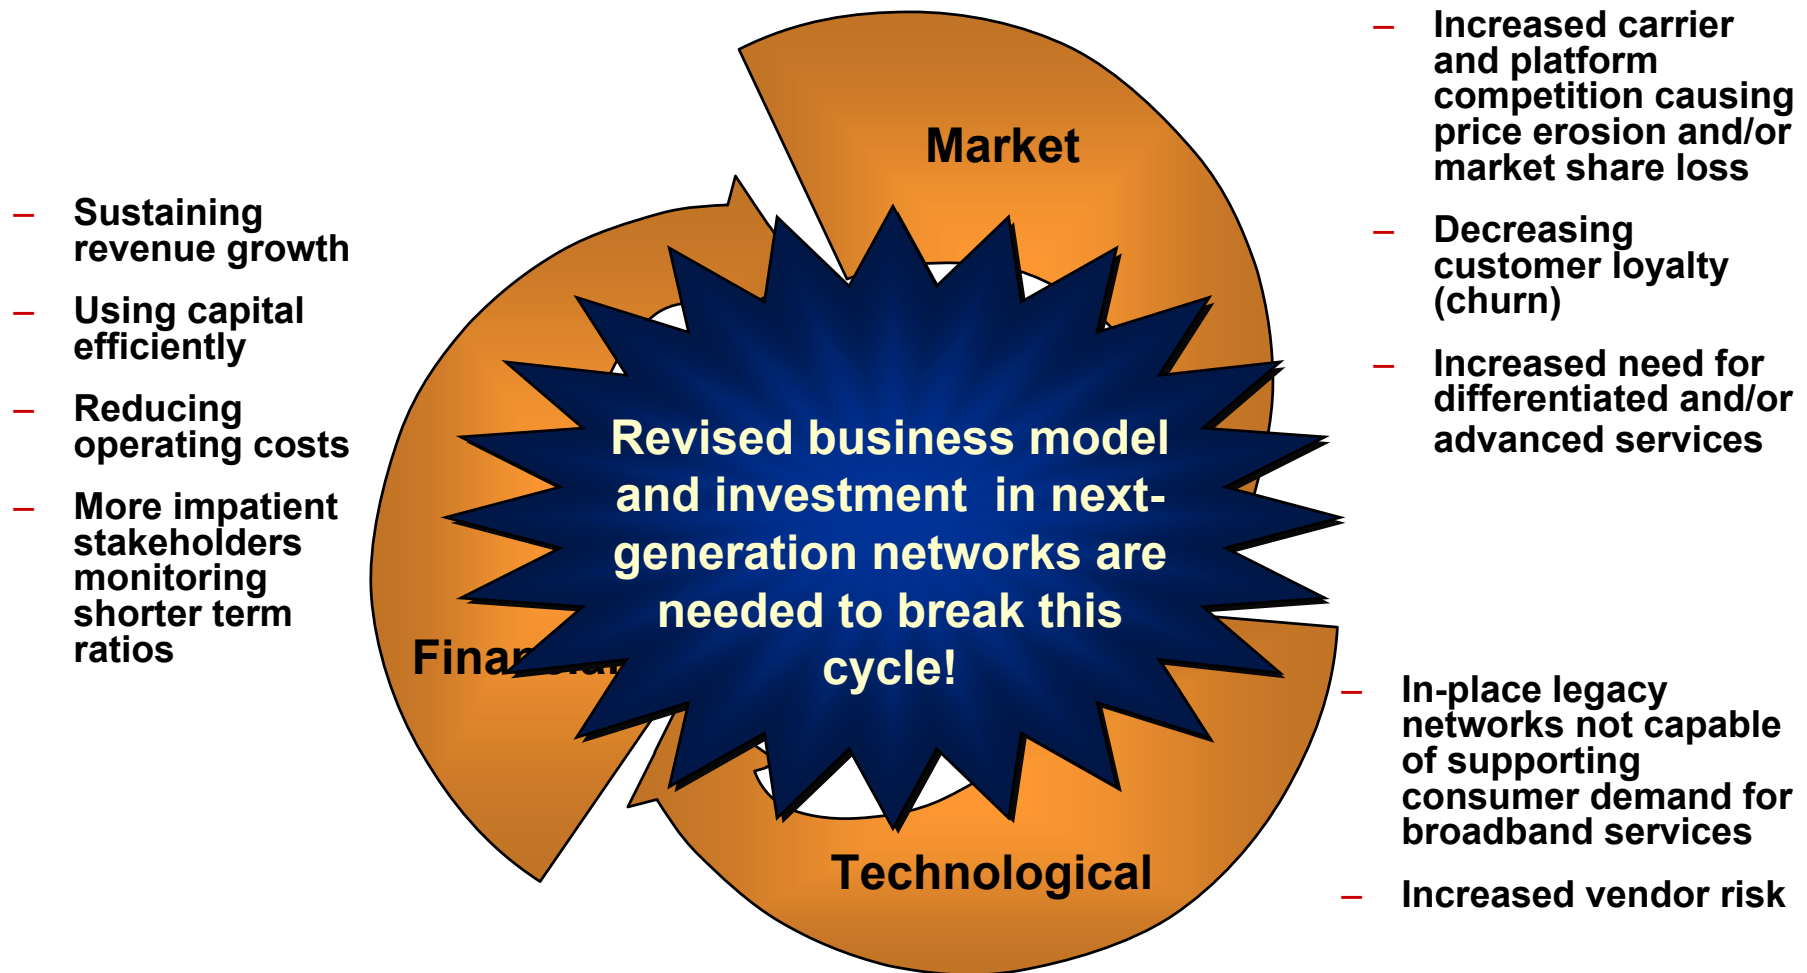 Market
– Increased carrier
and platform
competition causing
price erosion and/or
market share loss
– Decreasing
customer loyalty
(churn)
– Increased need for
differentiated and/or
advanced services
– Sustaining
revenue growth
– Using capital
efficiently
– Reducing
operating costs
– More impatient
stakeholders
monitoring
shorter term
ratios
Financial
Revised business model
and investment  in next-
generation networks are
needed to break this
cycle!
Technological
– In-place legacy
networks not capable
of supporting
consumer demand for
broadband services
– Increased vendor risk